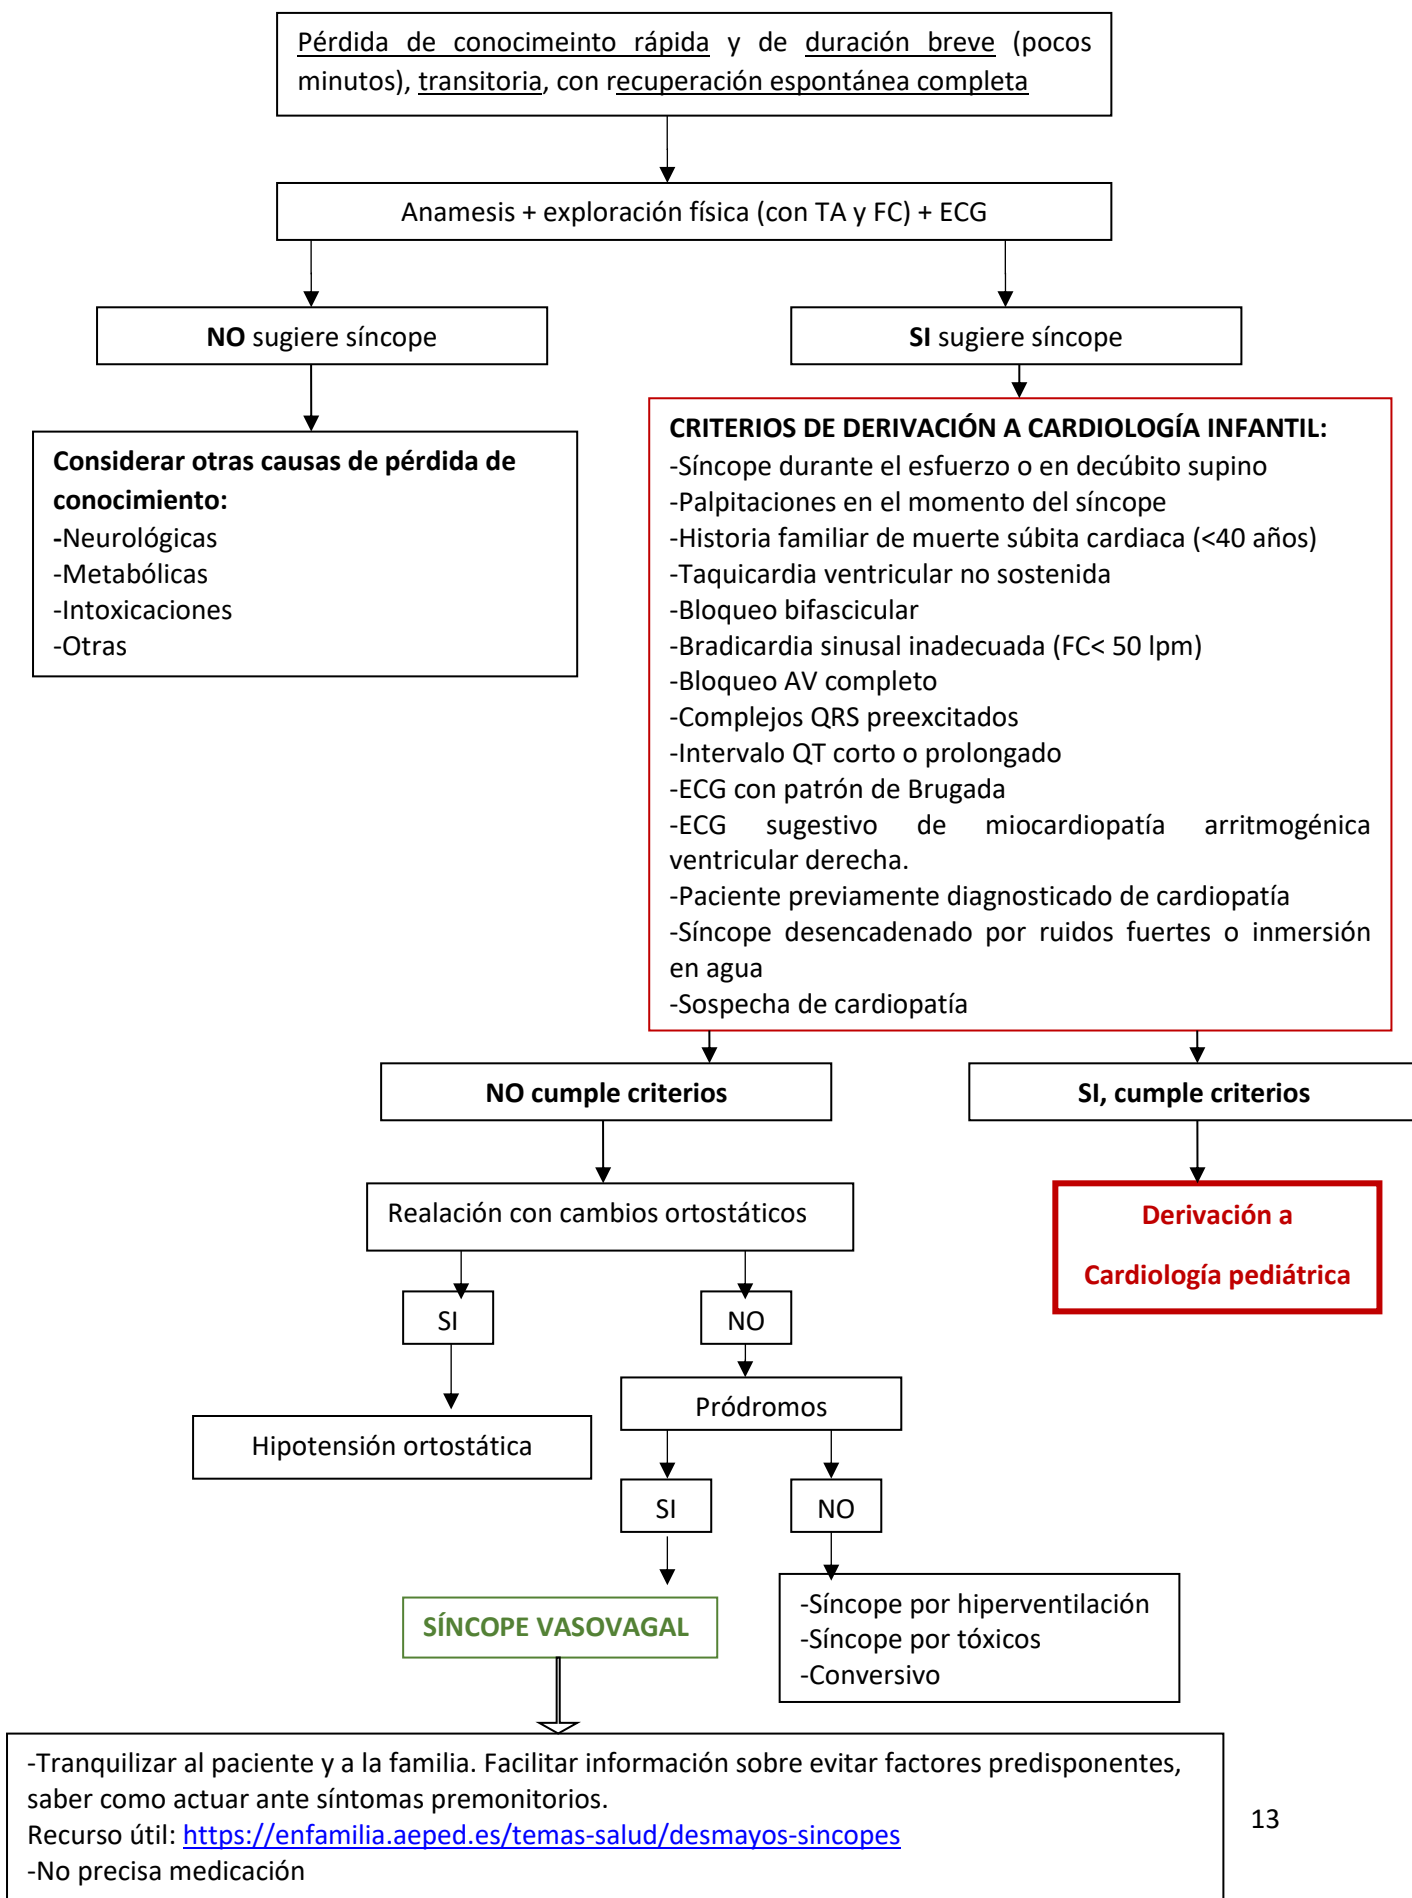 Pérdida de conocimeinto rápida y de duración breve (pocos
minutos), transitoria, con recuperación espontánea completa
Anamesis + exploración física (con TA y FC) + ECG
NO sugiere síncope
SI sugiere síncope
Considerar otras causas de pérdida de
conocimiento:
-Neurológicas
-Metabólicas
-Intoxicaciones
-Otras
CRITERIOS DE DERIVACIÓN A CARDIOLOGÍA INFANTIL:
-Síncope durante el esfuerzo o en decúbito supino
-Palpitaciones en el momento del síncope
-Historia familiar de muerte súbita cardiaca (<40 años)
-Taquicardia ventricular no sostenida
-Bloqueo bifascicular
-Bradicardia sinusal inadecuada (FC< 50 lpm)
-Bloqueo AV completo
-Complejos QRS preexcitados
-Intervalo QT corto o prolongado
-ECG con patrón de Brugada
-ECG sugestivo de miocardiopatía arritmogénica
ventricular derecha.
-Paciente previamente diagnosticado de cardiopatía
-Síncope desencadenado por ruidos fuertes o inmersión
en agua
-Sospecha de cardiopatía
NO cumple criterios
SI, cumple criterios
Realación con cambios ortostáticos
Derivación a
Cardiología pediátrica
SI
NO
Pródromos
Hipotensión ortostática
SI
NO
SÍNCOPE VASOVAGAL
-Síncope por hiperventilación
-Síncope por tóxicos
-Conversivo
-Tranquilizar al paciente y a la familia. Facilitar información sobre evitar factores predisponentes,
saber como actuar ante síntomas premonitorios.
Recurso útil: https://enfamilia.aeped.es/temas-salud/desmayos-sincopes
-No precisa medicación
13